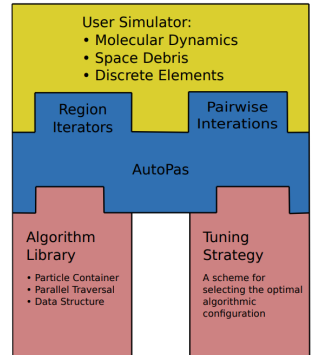 User Simulator:
• Molecular Dynamics
• Space Debris
• Discrete Elements
Region
Iterators
Pairwise
Interations
AutoPas
Algorithm
Library
• Particle Container
• Parallel Traversal
• Data Structure
Tuning
Strategy
A scheme for
selecting the optimal
algorithmic
configuration